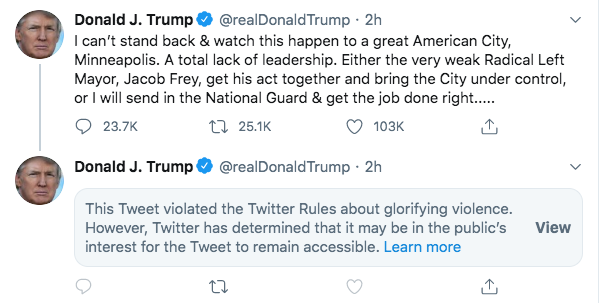 Donald J. Trump @realDonaldTrump · 2h
I can't stand back & watch this happen to a great American City,
Minneapolis. A total lack of leadership. Either the very weak Radical Left
Mayor, Jacob Frey, get his act together and bring the City under control,
or I will send in the National Guard & get the job done right.....
23.7K 25.1K 103K
Donald J. Trump @realDonaldTrump · 2h
This Tweet violated the Twitter Rules about glorifying violence.
However, Twitter has determined that it may be in the public's View
interest for the Tweet to remain accessible. Learn more